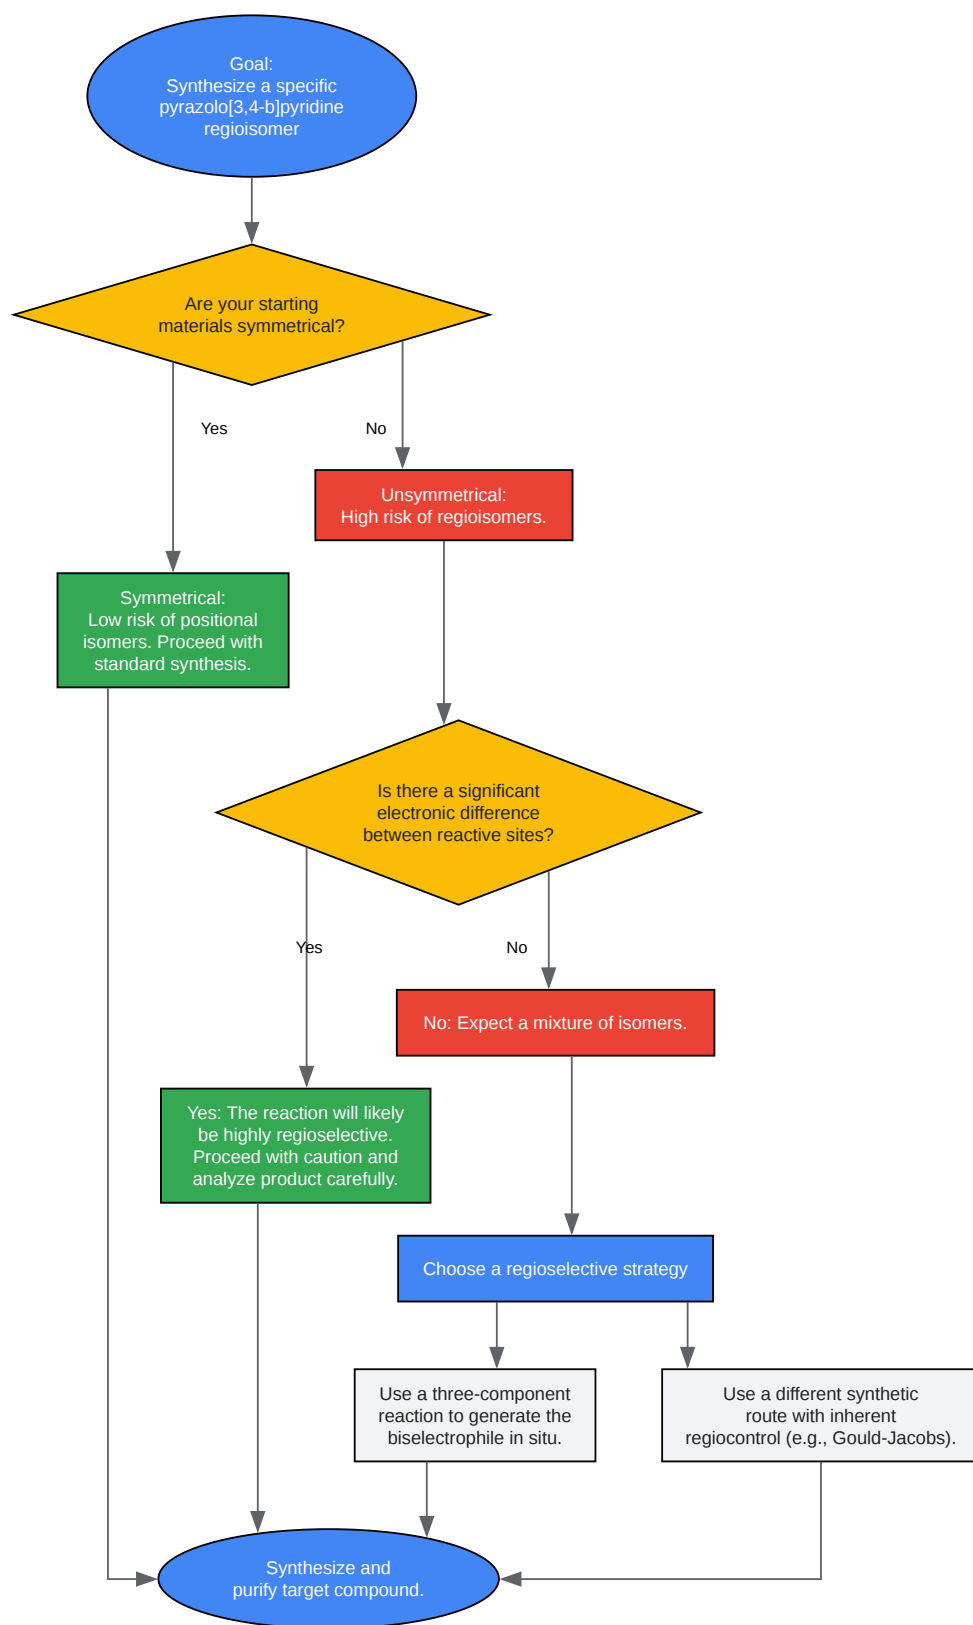 Goal:
Synthesize a specific
pyrazolo[3,4-b]pyridine
regioisomer
Are your starting
materials symmetrical?
Yes
No
Unsymmetrical:
High risk of regioisomers.
Symmetrical:
Low risk of positional
isomers. Proceed with
standard synthesis.
Is there a significant
electronic difference
between reactive sites?
Yes
No
No: Expect a mixture of isomers.
Yes: The reaction will likely
be highly regioselective.
Proceed with caution and
analyze product carefully.
Choose a regioselective strategy
Use a three-component
reaction to generate the
biselectrophile in situ.
Use a different synthetic
route with inherent
regiocontrol (e.g., Gould-Jacobs).
Synthesize and
purify target compound.